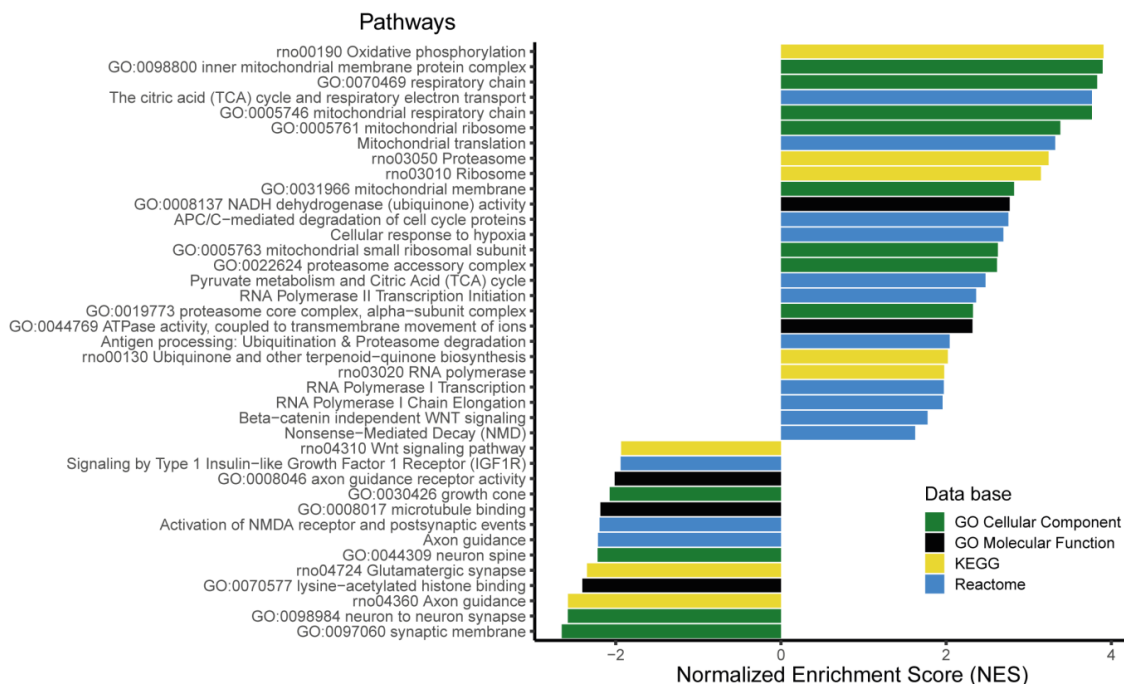 Pathways
rno00190 Oxidative phosphorylation
GO:0098800 inner mitochondrial membrane protein complex
GO:0070469 respiratory chain
The citric acid (TCA) cycle and respiratory electron transport
GO:0005746 mitochondrial respiratory chain
GO:0005761 mitochondrial ribosome
Mitochondrial translation
rno03050 Proteasome
rno03010 Ribosome
GO:0031966 mitochondrial membrane
GO:0008137 NADH dehydrogenase (ubiquinone) activity
APC/C−mediated degradation of cell cycle proteins
Cellular response to hypoxia
GO:0005763 mitochondrial small ribosomal subunit
GO:0022624 proteasome accessory complex
Pyruvate metabolism and Citric Acid (TCA) cycle
RNA Polymerase II Transcription Initiation
GO:0019773 proteasome core complex, alpha−subunit complex
GO:0044769 ATPase activity, coupled to transmembrane movement of ions
Antigen processing: Ubiquitination & Proteasome degradation
rno00130 Ubiquinone and other terpenoid−quinone biosynthesis
rno03020 RNA polymerase
RNA Polymerase I Transcription
RNA Polymerase I Chain Elongation
Beta−catenin independent WNT signaling
Nonsense−Mediated Decay (NMD)
rno04310 Wnt signaling pathway
Signaling by Type 1 Insulin−like Growth Factor 1 Receptor (IGF1R)
GO:0008046 axon guidance receptor activity
GO:0030426 growth cone
GO:0008017 microtubule binding
Activation of NMDA receptor and postsynaptic events
Axon guidance
GO:0044309 neuron spine
rno04724 Glutamatergic synapse
GO:0070577 lysine−acetylated histone binding
rno04360 Axon guidance
GO:0098984 neuron to neuron synapse
GO:0097060 synaptic membrane
Data base
GO Cellular Component
GO Molecular Function
KEGG
Reactome
−2 0 2 4
Normalized Enrichment Score (NES)